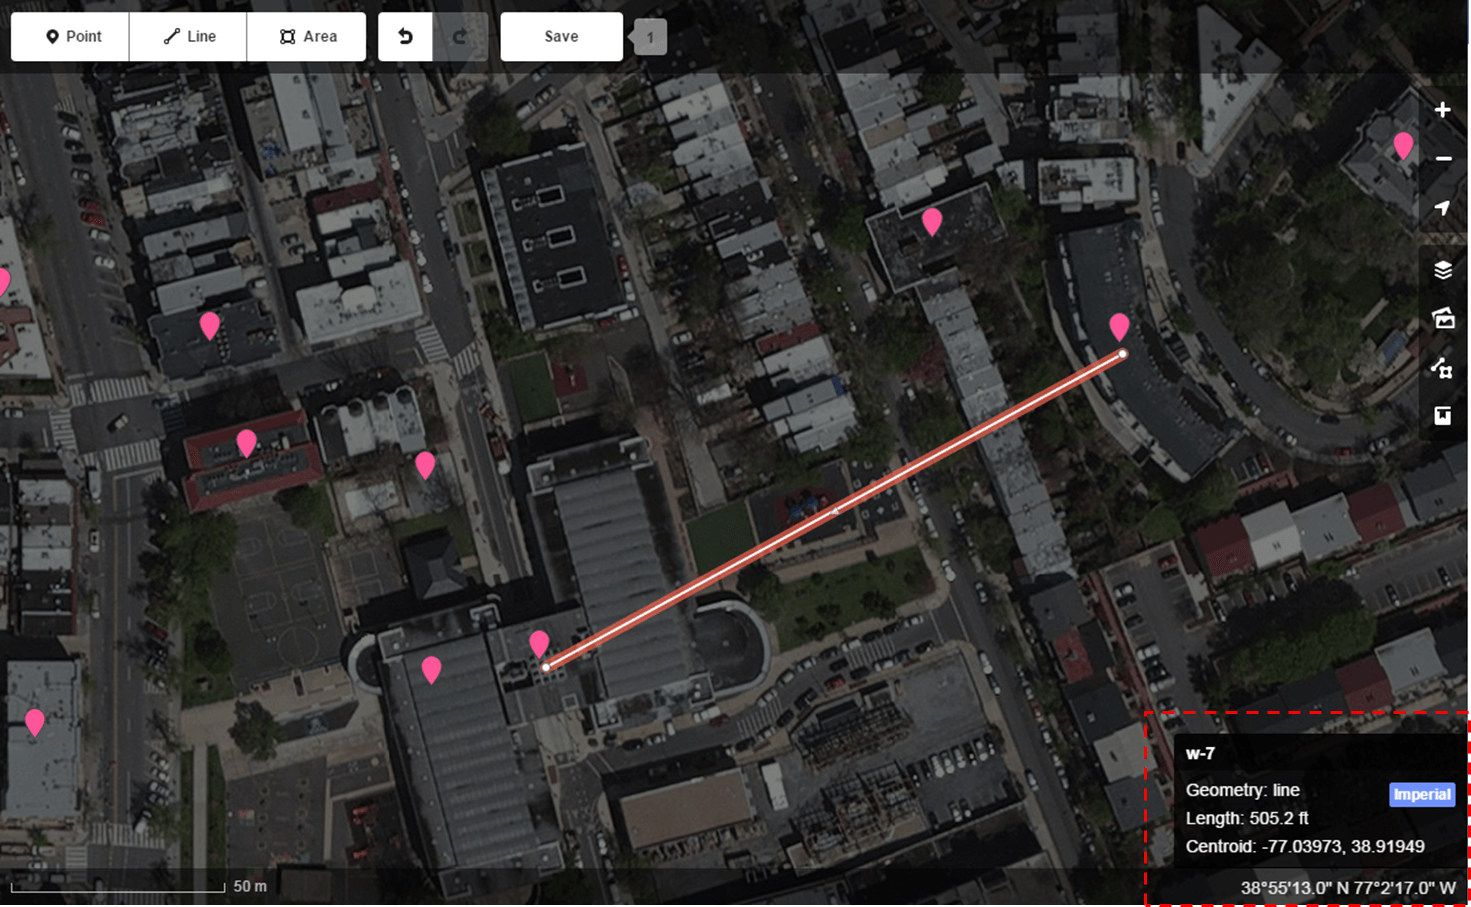 Point
Line
Area
Save
1
w-7
Geometry: line
Imperial
Length: 505.2 ft
Centroid: -77.03973, 38.91949
50 m
38°55'13.0" N 77°2'17.0" W